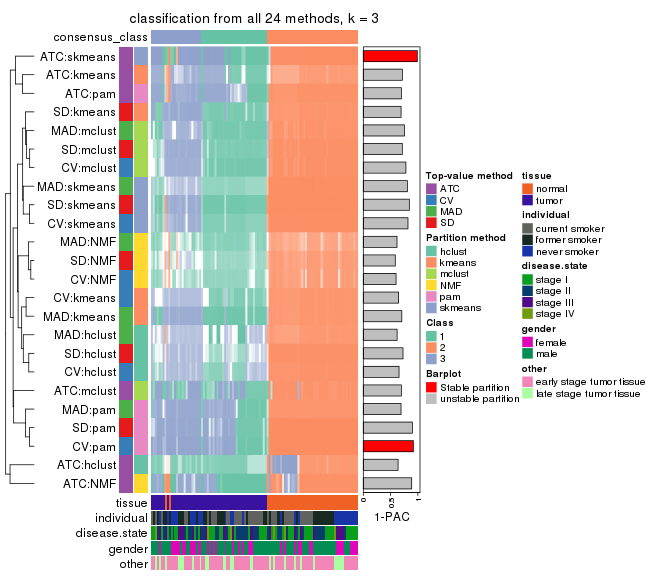 classification from all 24 methods, k = 3
consensus_class
ATC:skmeans
ATC:kmeans
ATC:pam
SD:kmeans
MAD:mclust
SD:mclust
CV:mclust
MAD:skmeans
SD:skmeans
CV:skmeans
MAD:NMF
SD:NMF
CV:NMF
CV:kmeans
MAD:kmeans
MAD:hclust
SD:hclust
CV:hclust
ATC:mclust
MAD:pam
SD:pam
CV:pam
ATC:hclust
ATC:NMF
tissue
individual
disease.state
gender
other
0 0.5 1
1-PAC
Top-value method
ATC
CV
MAD
SD
Partition method
hclust
kmeans
mclust
NMF
pam
skmeans
Class
1
2
3
Barplot
Stable partition
unstable partition
tissue
normal
tumor
individual
current smoker
former smoker
never smoker
disease.state
stage I
stage II
stage III
stage IV
gender
female
male
other
early stage tumor tissue
late stage tumor tissue